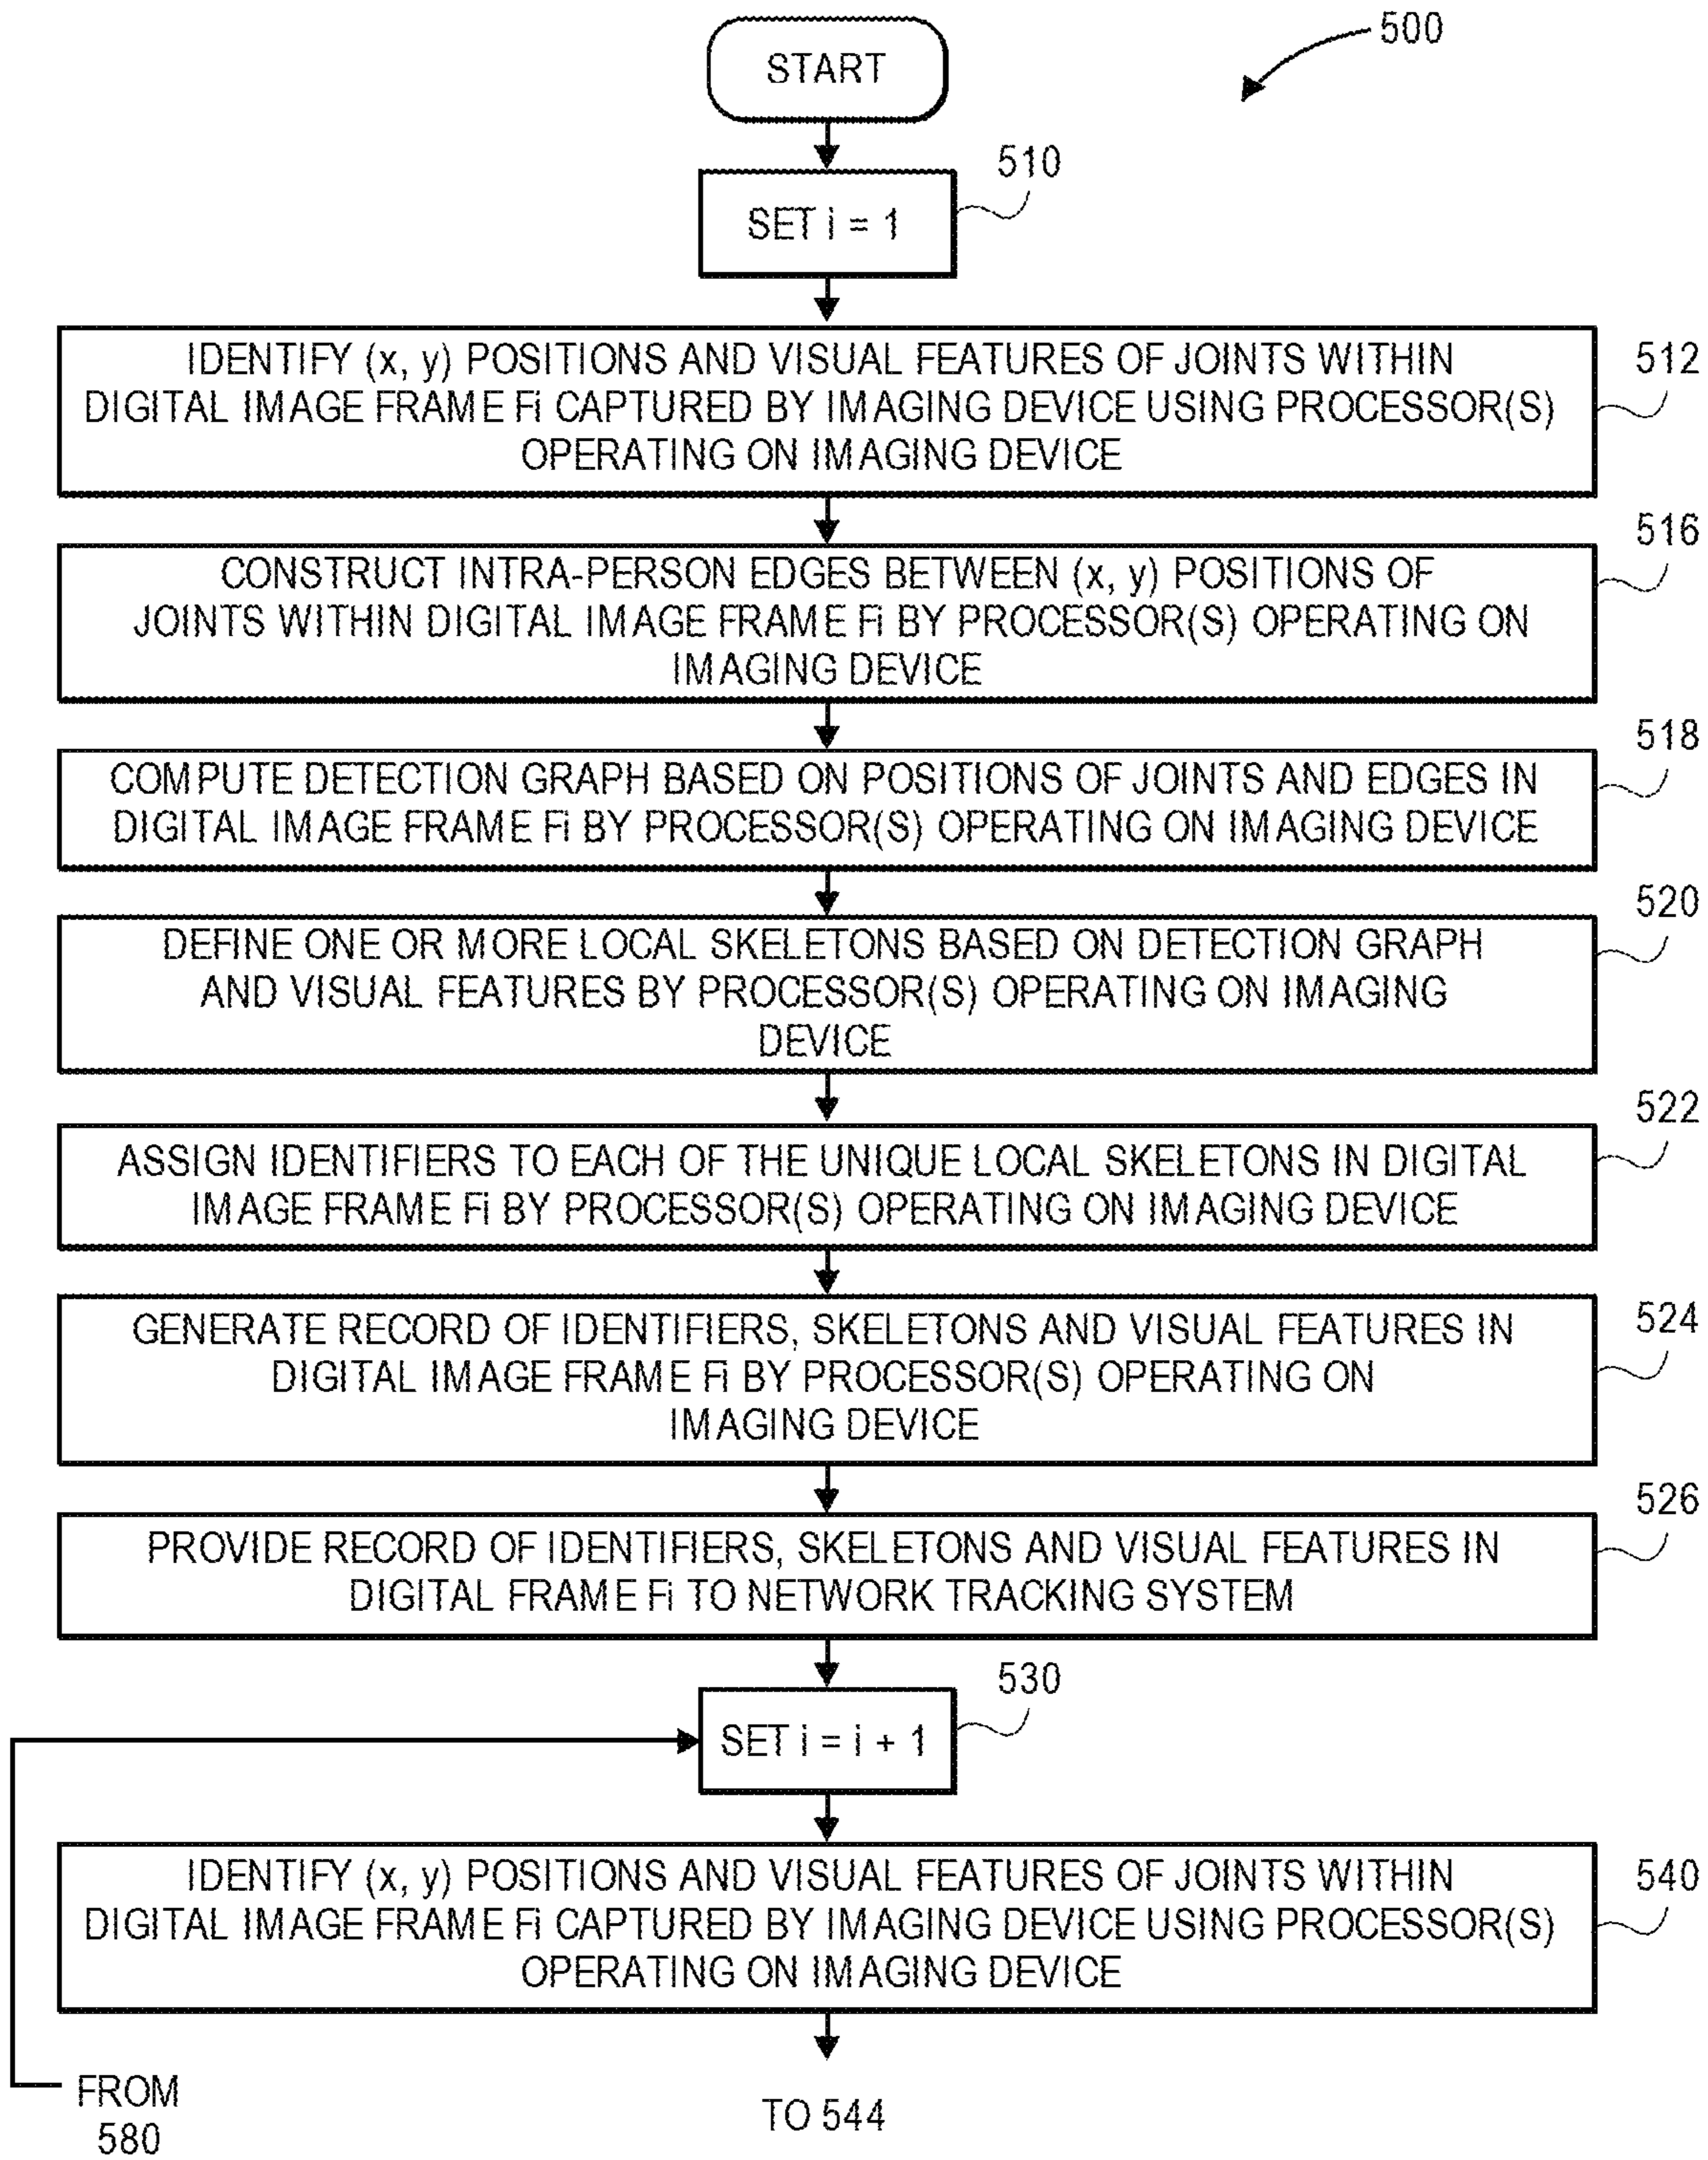 500
START
510
SET i = 1
512
IDENTIFY (x, y) POSITIONS AND VISUAL FEATURES OF JOINTS WITHIN
DIGITAL IMAGE FRAME Fi CAPTURED BY IMAGING DEVICE USING PROCESSOR(S)
OPERATING ON IMAGING DEVICE
516
CONSTRUCT INTRA-PERSON EDGES BETWEEN (x, y) POSITIONS OF
JOINTS WITHIN DIGITAL IMAGE FRAME Fi BY PROCESSOR(S) OPERATING ON
IMAGING DEVICE
518
COMPUTE DETECTION GRAPH BASED ON POSITIONS OF JOINTS AND EDGES IN
DIGITAL IMAGE FRAME Fi BY PROCESSOR(S) OPERATING ON IMAGING DEVICE
520
DEFINE ONE OR MORE LOCAL SKELETONS BASED ON DETECTION GRAPH
AND VISUAL FEATURES BY PROCESSOR(S) OPERATING ON IMAGING
DEVICE
522
ASSIGN IDENTIFIERS TO EACH OF THE UNIQUE LOCAL SKELETONS IN DIGITAL
IMAGE FRAME Fi BY PROCESSOR(S) OPERATING ON IMAGING DEVICE
524
GENERATE RECORD OF IDENTIFIERS, SKELETONS AND VISUAL FEATURES IN
DIGITAL IMAGE FRAME Fi BY PROCESSOR(S) OPERATING ON
IMAGING DEVICE
526
PROVIDE RECORD OF IDENTIFIERS, SKELETONS AND VISUAL FEATURES IN
DIGITAL FRAME Fi TO NETWORK TRACKING SYSTEM
530
SET i = i + 1
540
IDENTIFY (x, y) POSITIONS AND VISUAL FEATURES OF JOINTS WITHIN
DIGITAL IMAGE FRAME Fi CAPTURED BY IMAGING DEVICE USING PROCESSOR(S)
OPERATING ON IMAGING DEVICE
FROM
580
TO 544